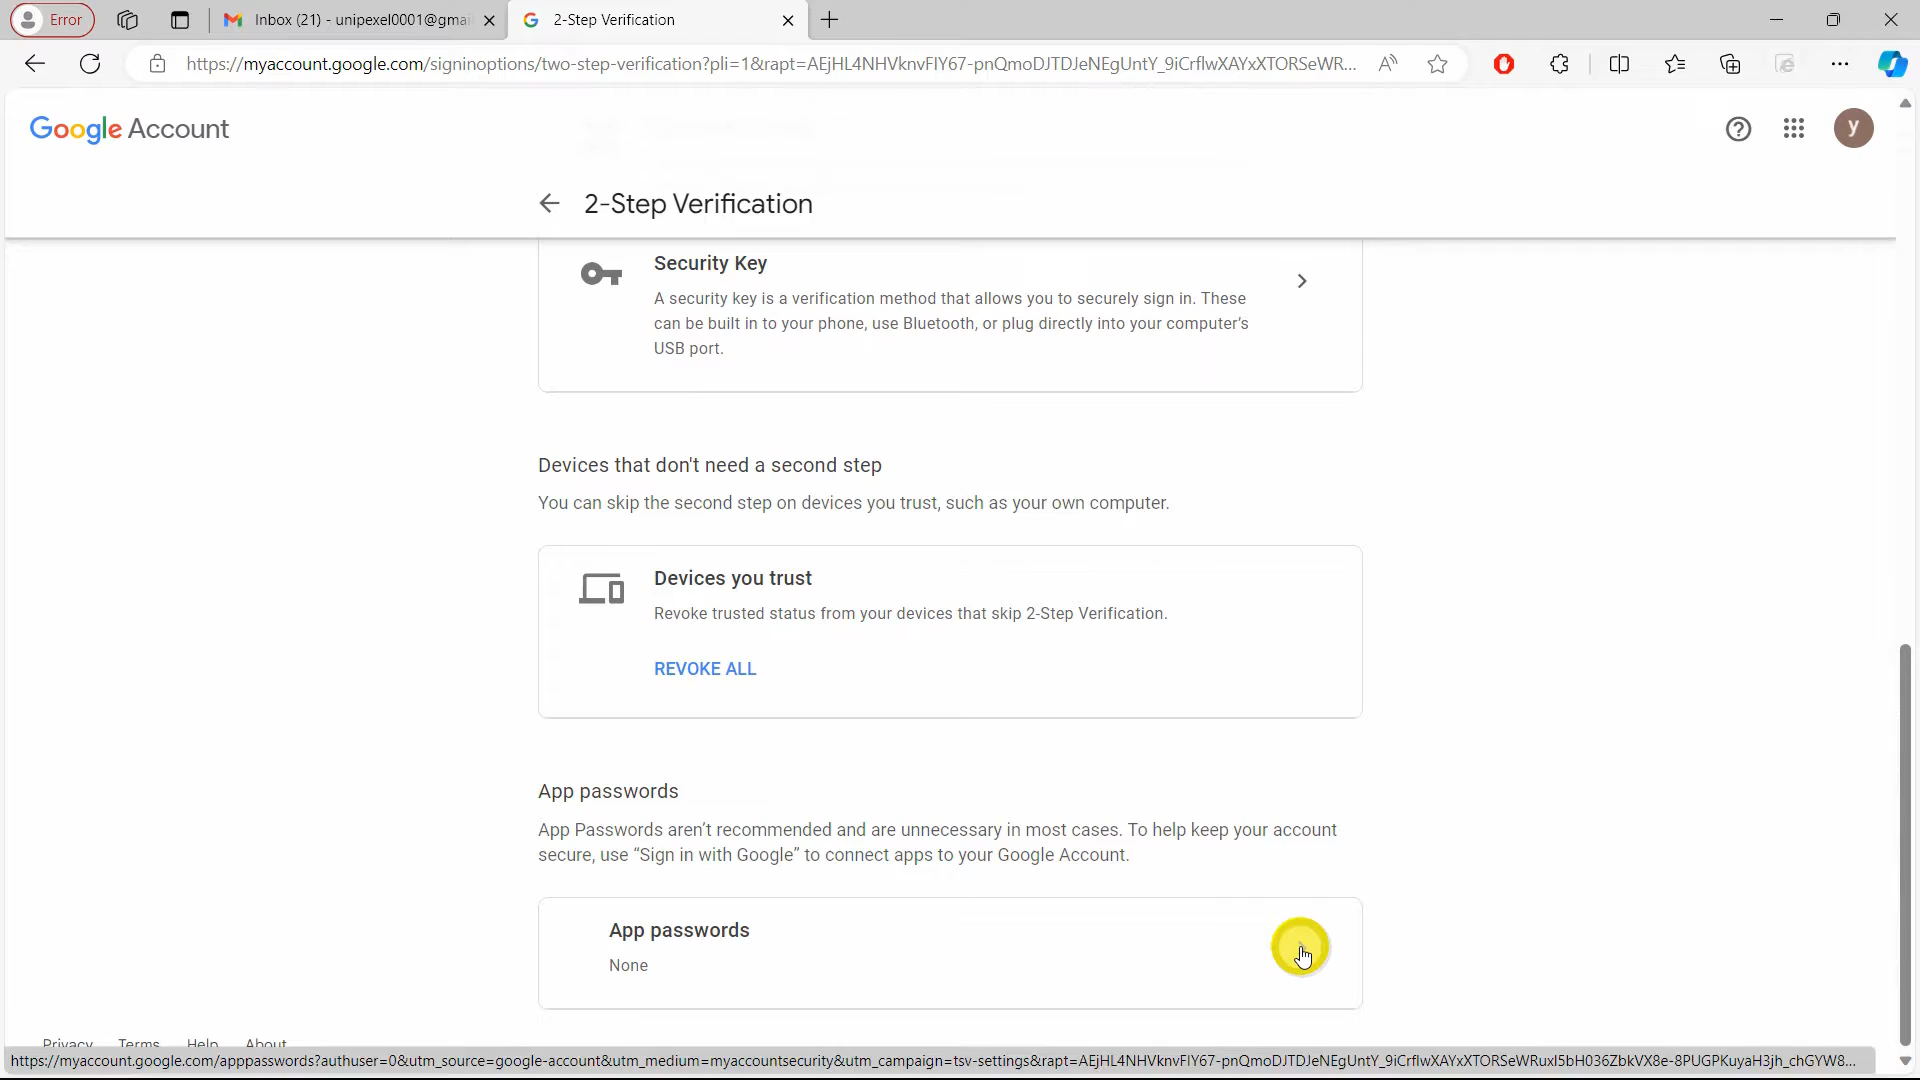 Error
Inbox (21) - unipexel0001@gmai
2-Step Verification
https://myaccount.google.com/signinoptions/two-step-verification?pli=1&rapt=AEjHL4NHVknvFIY67-pnQmoDJTDJeNEgUntY_9iCrflwXAYxXTORSeWR...
Google Account
y
2-Step Verification
Security Key
A security key is a verification method that allows you to securely sign in. These
can be built in to your phone, use Bluetooth, or plug directly into your computer's
USB port.
Devices that don't need a second step
You can skip the second step on devices you trust, such as your own computer.
Devices you trust
Revoke trusted status from your devices that skip 2-Step Verification.
REVOKE ALL
App passwords
App Passwords aren’t recommended and are unnecessary in most cases. To help keep your account
secure, use “Sign in with Google” to connect apps to your Google Account.
App passwords
None
Privacy Terms Help About
https://myaccount.google.com/apppasswords?authuser=0&utm_source=google-account&utm_medium=myaccountsecurity&utm_campaign=tsv-settings&rapt=AEjHL4NHVknvFIY67-pnQmoDJTDJeNEgUntY_9iCrflwXAYxXTORSeWRuxI5bH036ZbkVX8e-8PUGPKuyaH3jh_chGYW8...